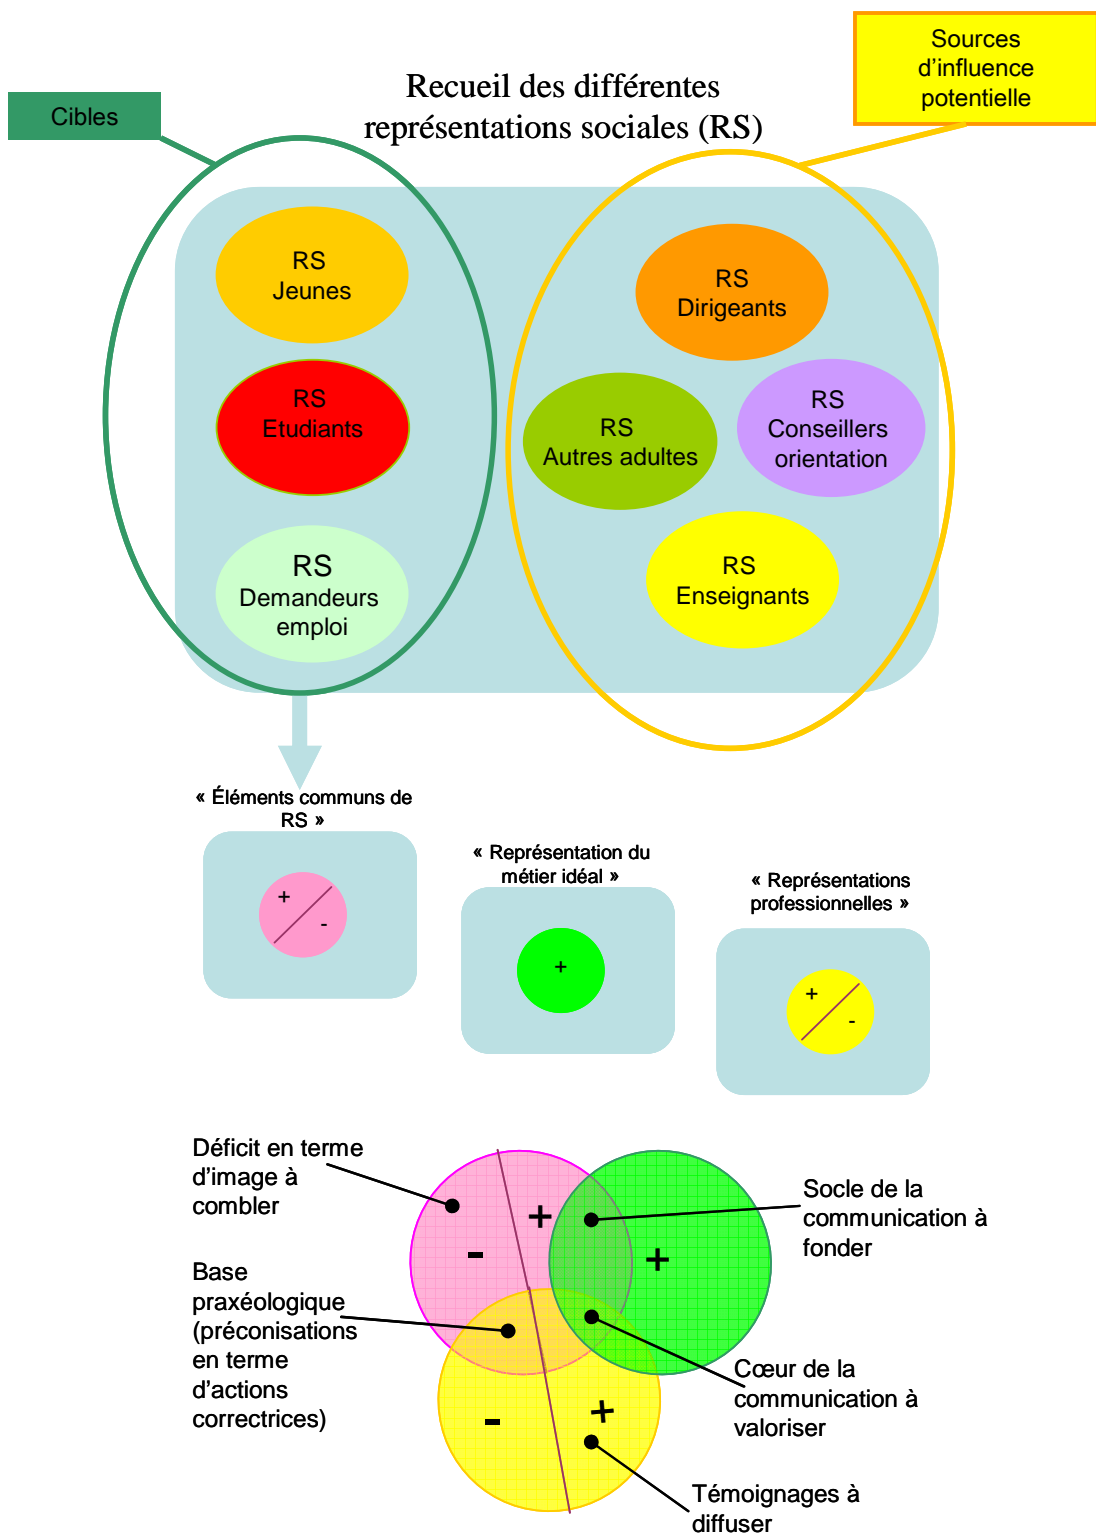 Sources
d’influence
potentielle
Cibles
Recueil des différentes
représentations sociales (RS)
RS
Jeunes
RS
Etudiants
RS
Demandeurs
emploi
RS
Dirigeants
RS
Autres adultes
RS
Conseillers
orientation
RS
Enseignants
« Éléments communs de
RS »
+
-
« Représentation du
métier idéal »
+
« Représentations
professionnelles »
+
-
Déficit en terme
d’image à
combler
Base
praxéologique
(préconisations
en terme
d’actions
correctrices)
-
+
+
-
+
Socle de la
communication à
fonder
Cœur de la
communication à
valoriser
Témoignages à
diffuser